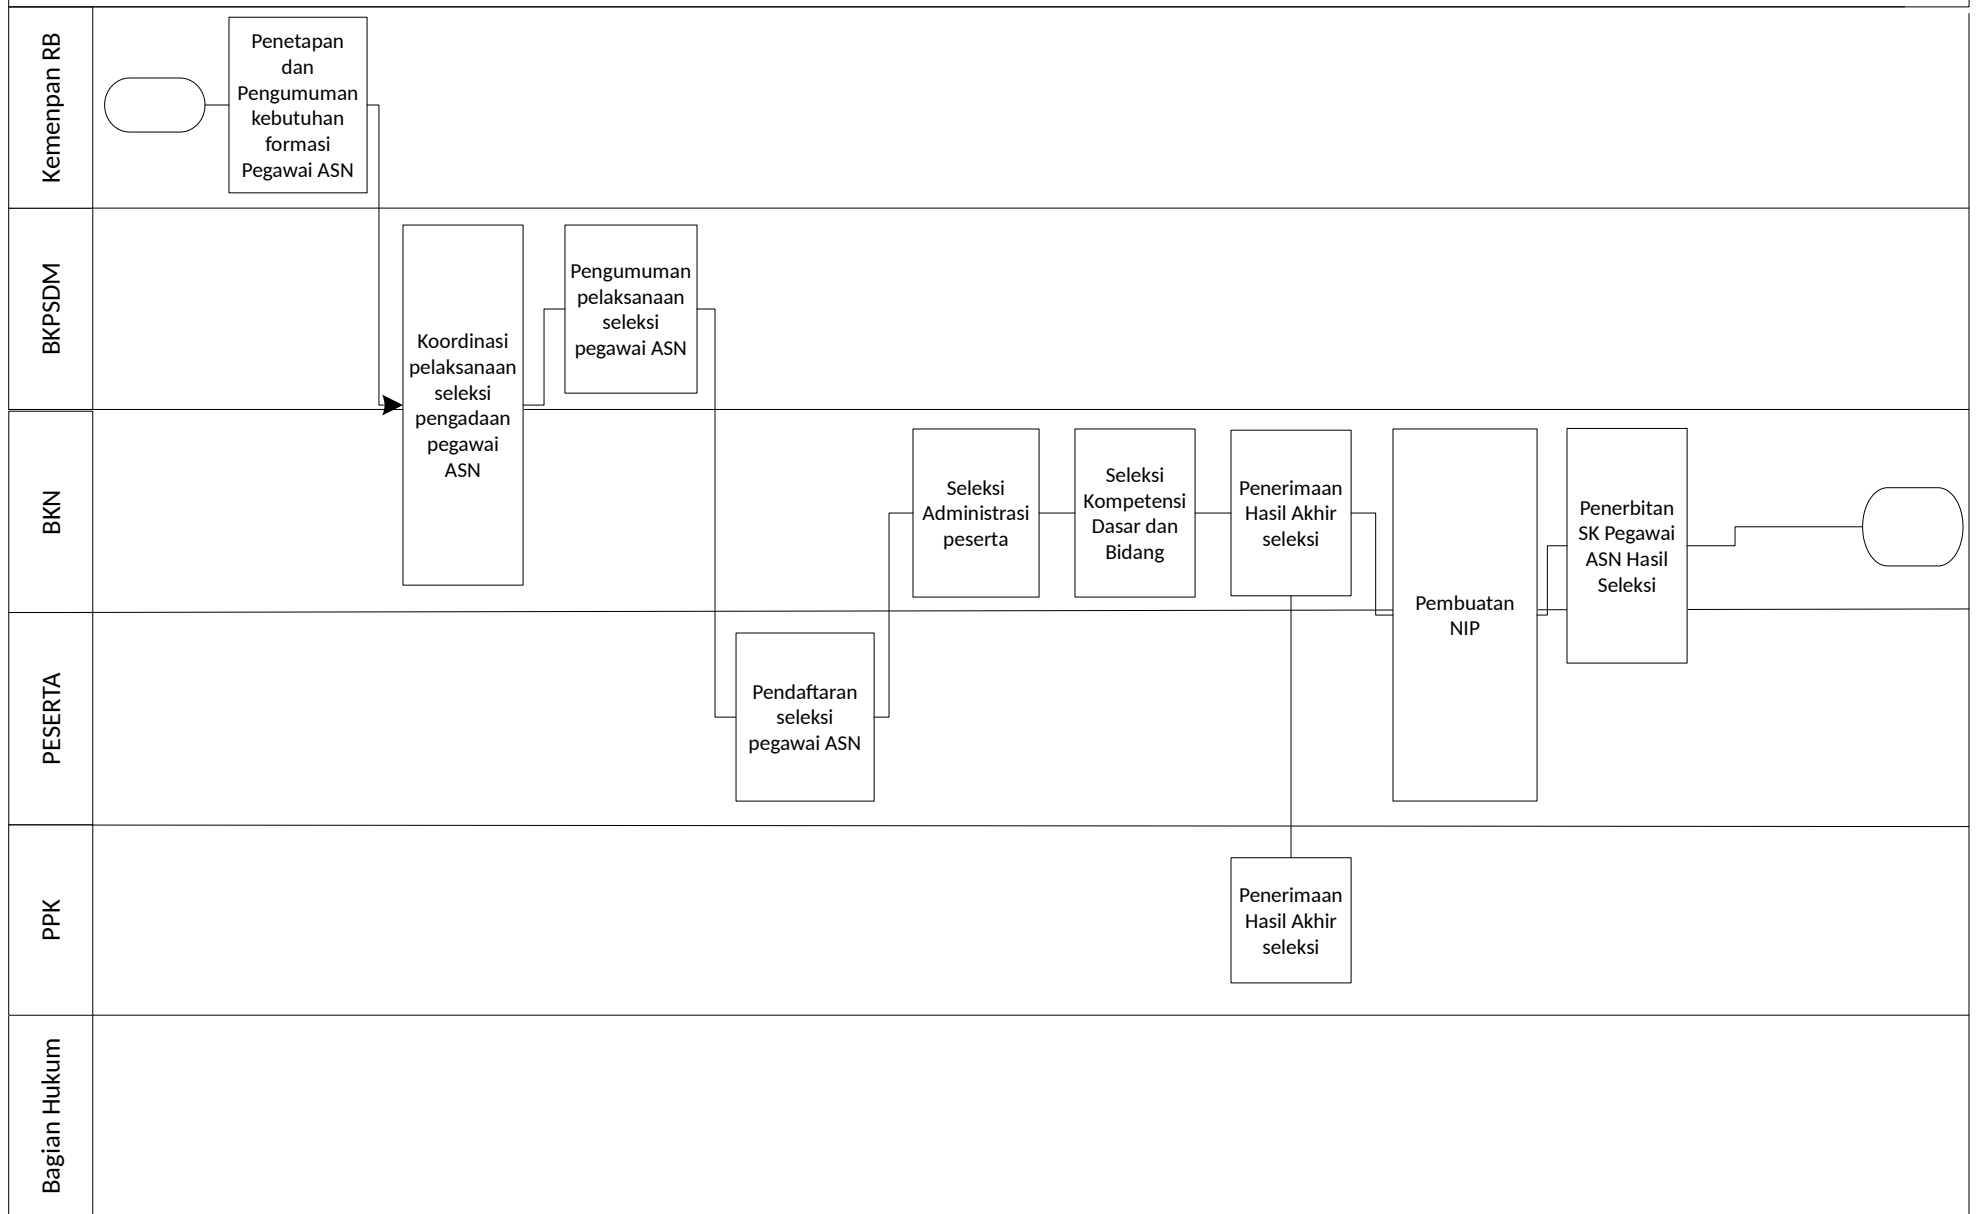 Kemenpan RB
Penetapan
dan
Pengumuman
kebutuhan
formasi
Pegawai ASN
BKPSDM
Koordinasi
pelaksanaan
seleksi
pengadaan
pegawai
ASN
Pengumuman
pelaksanaan
seleksi
pegawai ASN
BKN
Seleksi
Administrasi
peserta
Seleksi
Kompetensi
Dasar dan
Bidang
Penerimaan
Hasil Akhir
seleksi
Pembuatan
NIP
Penerbitan
SK Pegawai
ASN Hasil
Seleksi
PESERTA
Pendaftaran
seleksi
pegawai ASN
PPK
Penerimaan
Hasil Akhir
seleksi
Bagian Hukum